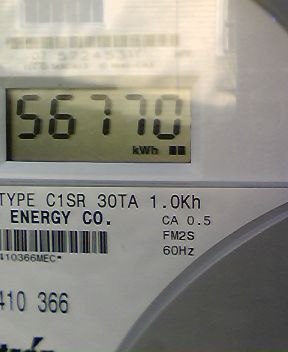 56770
kWh
TYPE C1SR 30TA 1.0Kh
ENERGY CO.
CA 0.5
FM2S
410366MEC*
60Hz
410 366